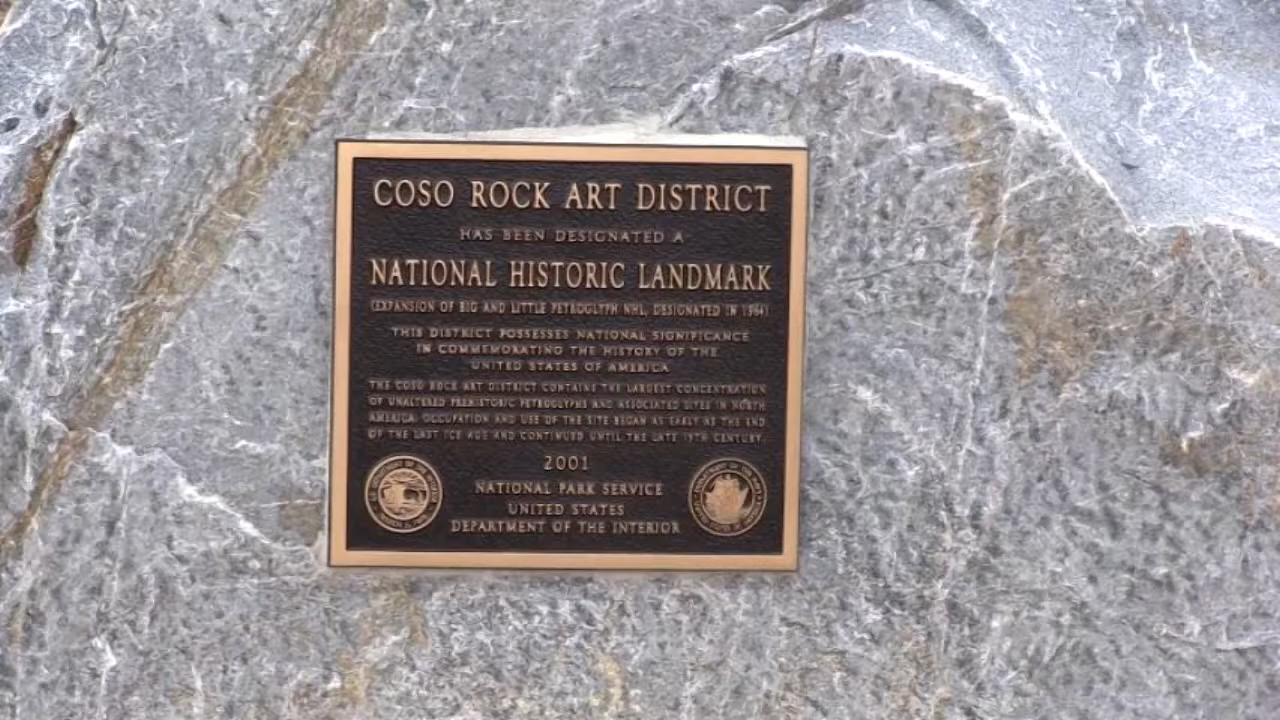 COSO ROCK ART DISTRICT
HAS BEEN DESIGNATED A
NATIONAL HISTORIC LANDMARK
(EXPANSION OF BIG AND LITTLE PETROGLYPH NHL, DESIGNATED IN 1964)
THIS DISTRICT POSSESSES NATIONAL SIGNIFICANCE
IN COMMEMORATING THE HISTORY OF THE
UNITED STATES OF AMERICA
THE COSO ROCK ART DISTRICT CONTAINS THE LARGEST CONCENTRATION
OF UNALTERED PREHISTORIC PETROGLYPHS AND ASSOCIATED SITES IN NORTH
AMERICA. OCCUPATION AND USE OF THE SITE BEGAN AS EARLY AS THE END
OF THE LAST ICE AGE AND CONTINUED UNTIL THE LATE 19TH CENTURY.
2001
NATIONAL PARK SERVICE
UNITED STATES
DEPARTMENT OF THE INTERIOR